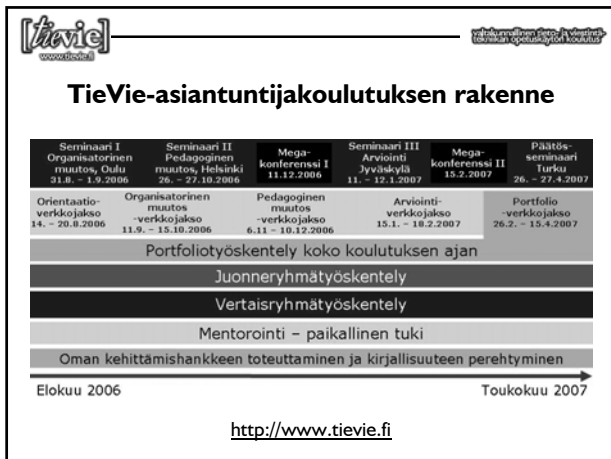 [tievie]
www.tievie.fi
valtakunnallinen tieto- ja viestintä-
tekniikan opetuskäytön koulutus
TieVie-asiantuntijakoulutuksen rakenne
Seminaari I
Organisatorinen
muutos, Oulu
31.8. – 1.9.2006
Seminaari II
Pedagoginen
muutos, Helsinki
26. – 27.10.2006
Mega-
konferenssi I
11.12.2006
Seminaari III
Arviointi
Jyväskylä
11. – 12.1.2007
Mega-
konferenssi II
15.2.2007
Päätös-
seminaari
Turku
26. – 27.4.2007
Orientaatio-
verkkojakso
14. – 20.8.2006
Organisatorinen
muutos
-verkkojakso
11.9. – 15.10.2006
Pedagoginen
muutos
-verkkojakso
6.11 – 10.12.2006
Arviointi-
verkkojakso
15.1. – 18.2.2007
Portfolio
-verkkojakso
26.2. – 15.4.2007
Portfoliotyöskentely koko koulutuksen ajan
Juonneryhmätyöskentely
Vertaisryhmätyöskentely
Mentorointi – paikallinen tuki
Oman kehittämishankkeen toteuttaminen ja kirjallisuuteen perehtyminen
Elokuu 2006
Toukokuu 2007
http://www.tievie.fi